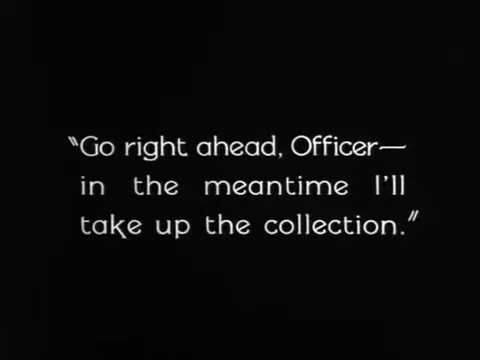 "Go right ahead, Officer—
in the meantime I'll
take up the collection."